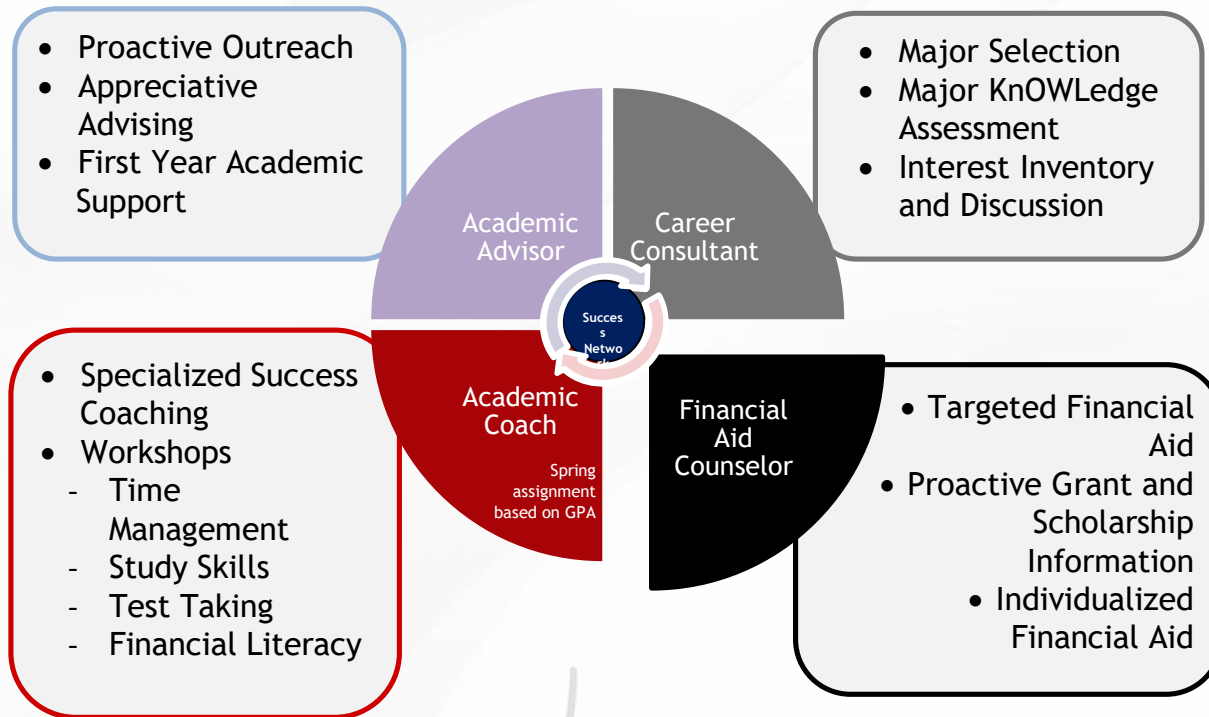 • Proactive Outreach
• Appreciative
Advising
• First Year Academic
Support
• Major Selection
• Major KnOWLedge
Assessment
• Interest Inventory
and Discussion
Academic
Advisor
Career
Consultant
Succes
s
Netwo
rk
Academic
Coach
Spring
assignment
based on GPA
Financial
Aid
Counselor
• Specialized Success
Coaching
• Workshops
- Time
Management
- Study Skills
- Test Taking
- Financial Literacy
• Targeted Financial
Aid
• Proactive Grant and
Scholarship
Information
• Individualized
Financial Aid